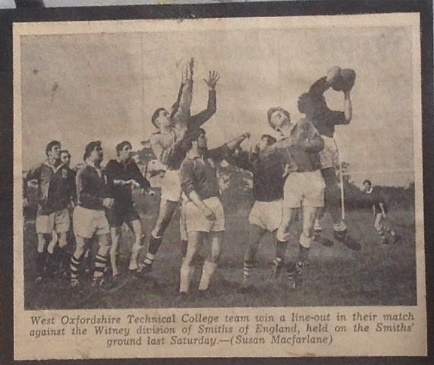 West Oxfordshire Technical College team win a line-out in their match
against the Witney division of Smiths of England, held on the Smiths'
ground last Saturday.—(Susan Macfarlane)